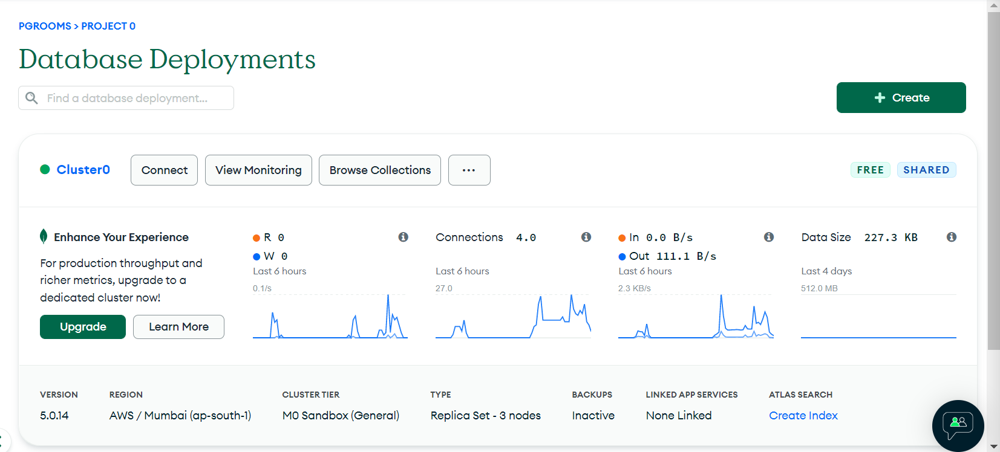 PGROOMS > PROJECT 0
Database Deployments
Find a database deployment...
+ Create
Cluster0
Connect
View Monitoring
Browse Collections
...
FREE
SHARED
Enhance Your Experience
For production throughput and
richer metrics, upgrade to a
dedicated cluster now!
Upgrade
Learn More
R 0
W 0
Last 6 hours
0.1/s
Connections 4.0
Last 6 hours
27.0
In 0.0 B/s
Out 111.1 B/s
Last 6 hours
2.3 KB/s
Data Size 227.3 KB
Last 4 days
512.0 MB
VERSION
5.0.14
REGION
AWS / Mumbai (ap-south-1)
CLUSTER TIER
M0 Sandbox (General)
TYPE
Replica Set - 3 nodes
BACKUPS
Inactive
LINKED APP SERVICES
None Linked
ATLAS SEARCH
Create Index